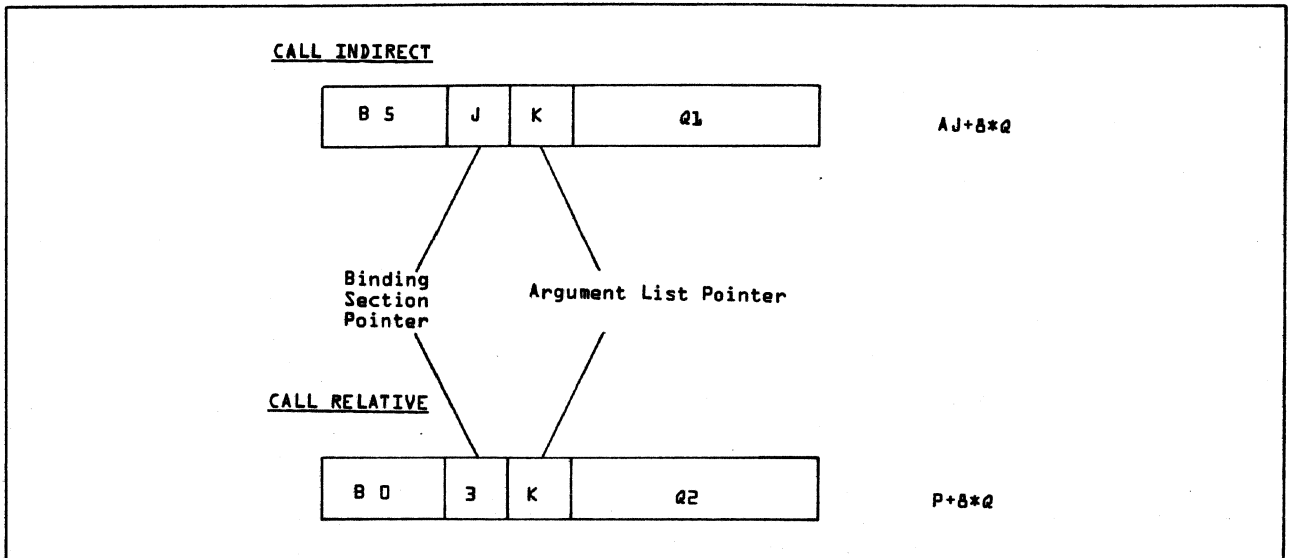 CALL INDIRECT
B 5 J K Q1 AJ+8*Q
Binding
Section
Pointer
Argument List Pointer
CALL RELATIVE
B 0 3 K Q2 P+8*Q